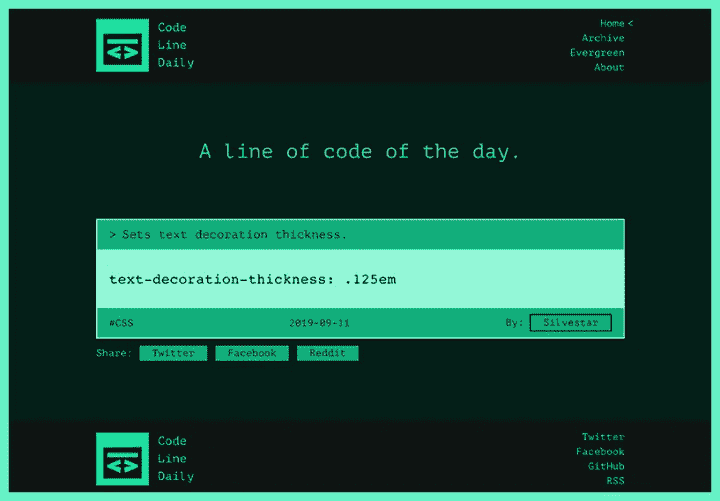 Code
Line
Daily
Home <
Archive
Evergreen
About
A line of code of the day.
> Sets text decoration thickness.
text-decoration-thickness: .125em
#CSS 2019-09-11 By: Silvestar
Share: Twitter Facebook Reddit
Code
Line
Daily
Twitter
Facebook
GitHub
RSS